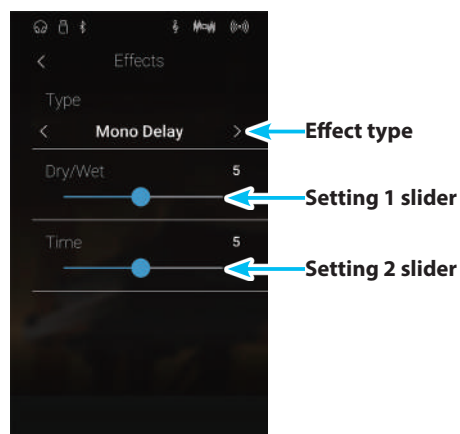 Effects
Type
Mono Delay
Effect type
Dry/Wet 5
Setting 1 slider
Time 5
Setting 2 slider